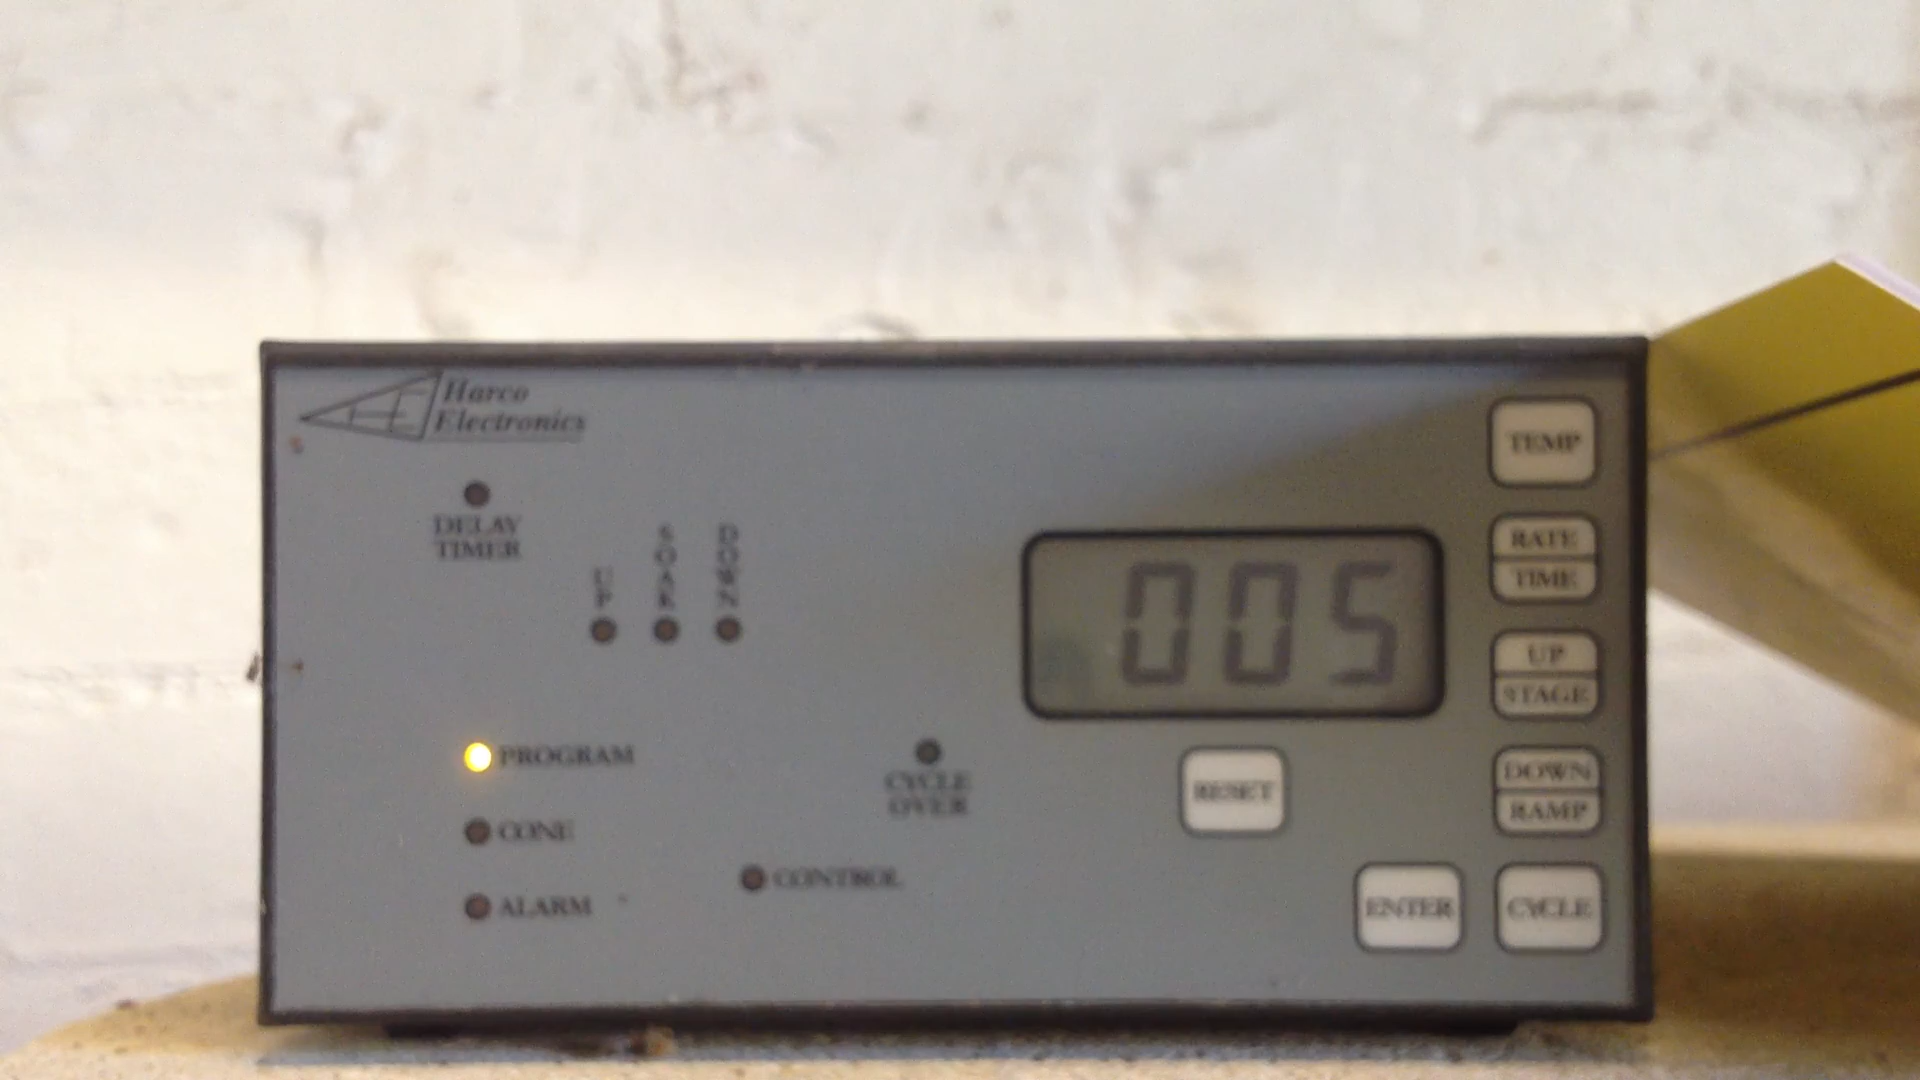 Harco
Electronics
DELAY
TIMER
UP
SOAK
DOWN
005
TEMP
RATE
TIME
UP
STAGE
DOWN
RAMP
PROGRAM
CYCLE
OVER
RESET
CONE
CONTROL
ALARM
ENTER
CYCLE